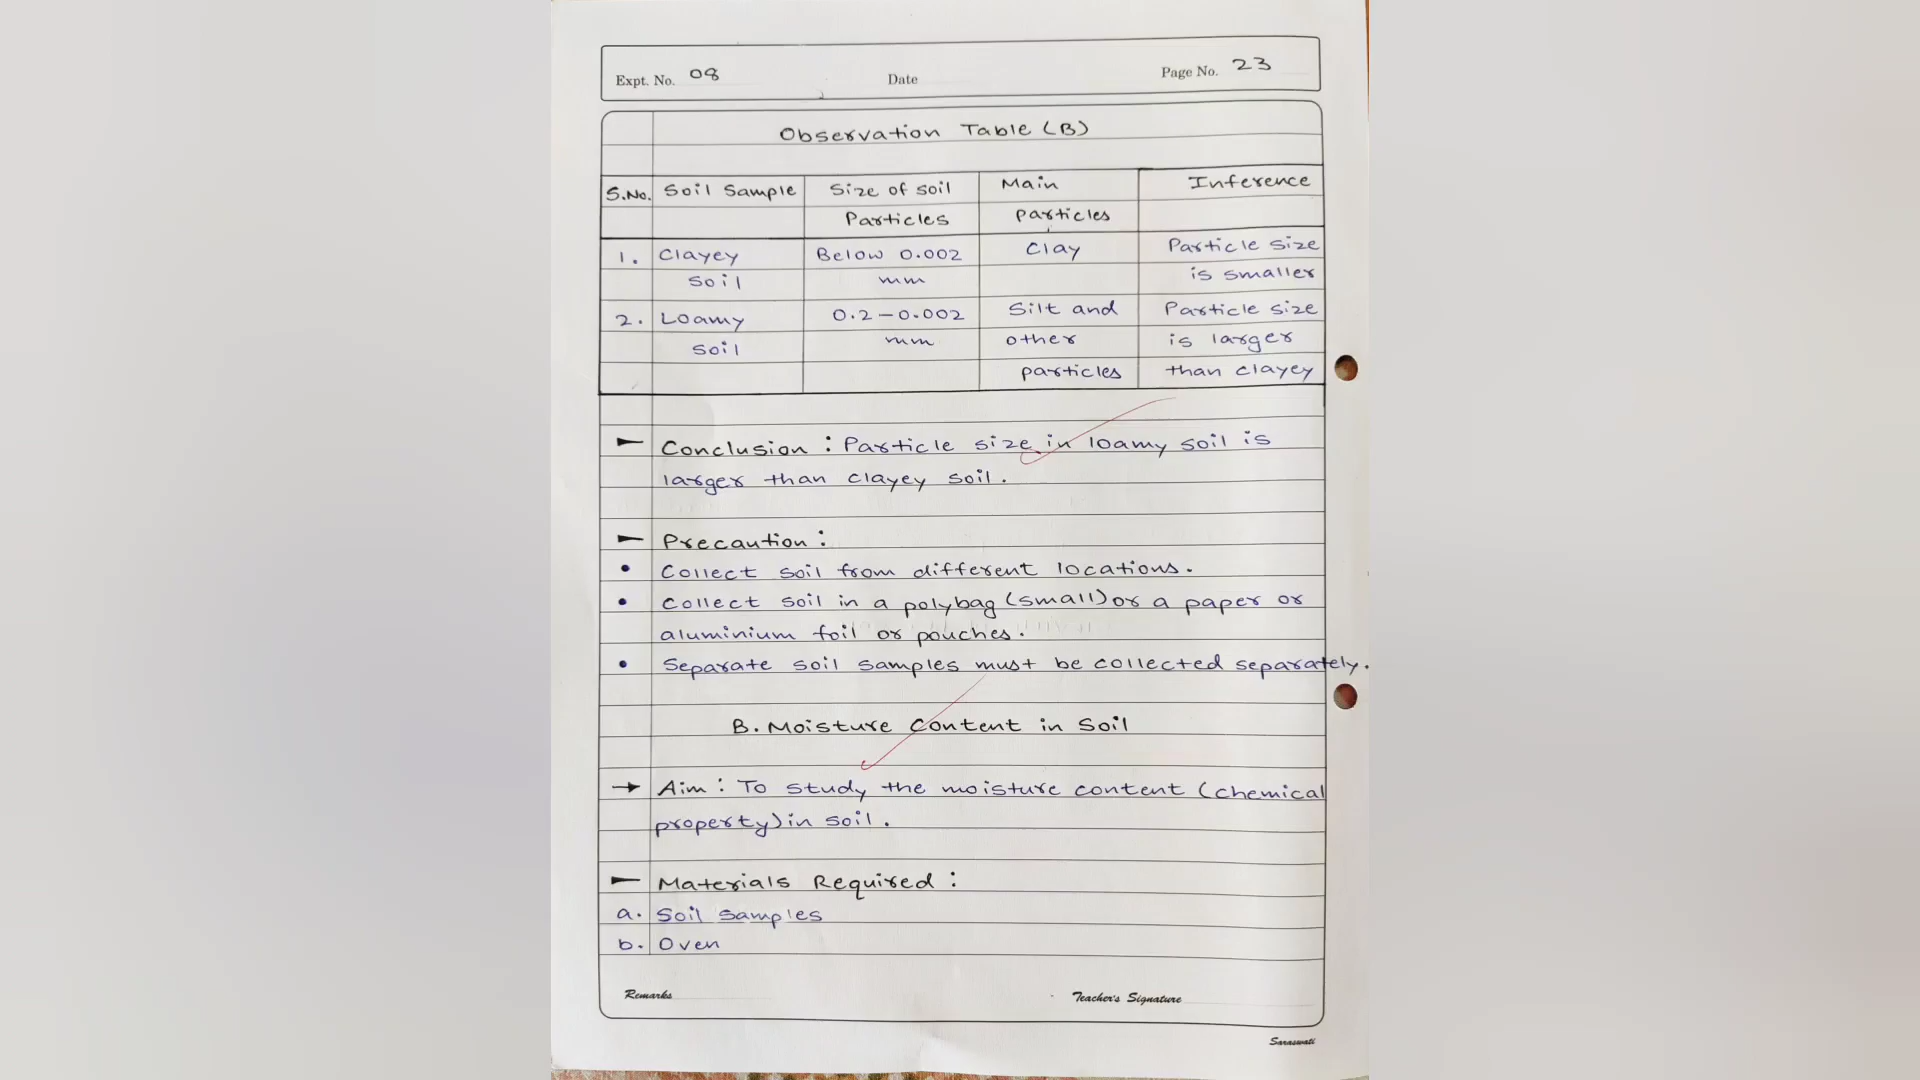 Expt. No. 08 Date Page No. 23
Observation Table (B)
S.No. Soil Sample Size of soil Main Inference
Particles particles
1. Clayey Below 0.002 Clay Particle size
soil mm is smaller
2. Loamy 0.2-0.002 Silt and Particle size
soil mm other is larger
particles than clayey
Conclusion : Particle size in loamy soil is
larger than clayey soil.
Precaution :
• Collect soil from different locations.
• Collect soil in a polybag (small) or a paper or
aluminium foil or pouches.
• Separate soil samples must be collected separately.
B. Moisture Content in Soil
→ Aim : To study the moisture content (chemical
property) in soil.
Materials Required :
a. Soil samples
b. Oven
Remarks Teacher's Signature
Saraswati